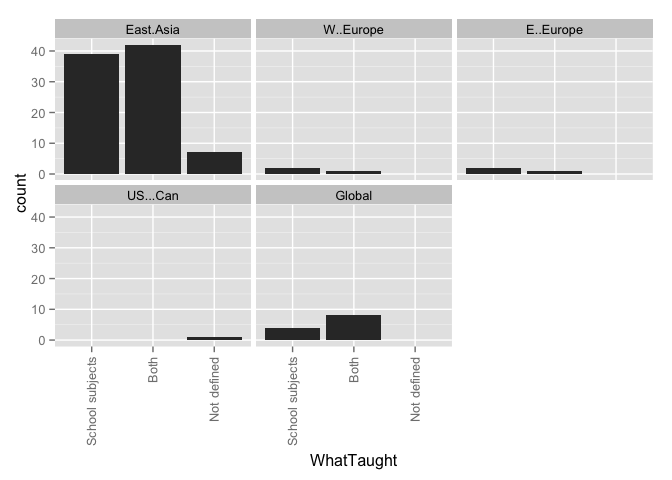 East.Asia
W..Europe
E..Europe
40
30
20
10
0
US...Can
Global
40
30
20
10
0
count
School subjects
Both
Not defined
School subjects
Both
Not defined
WhatTaught